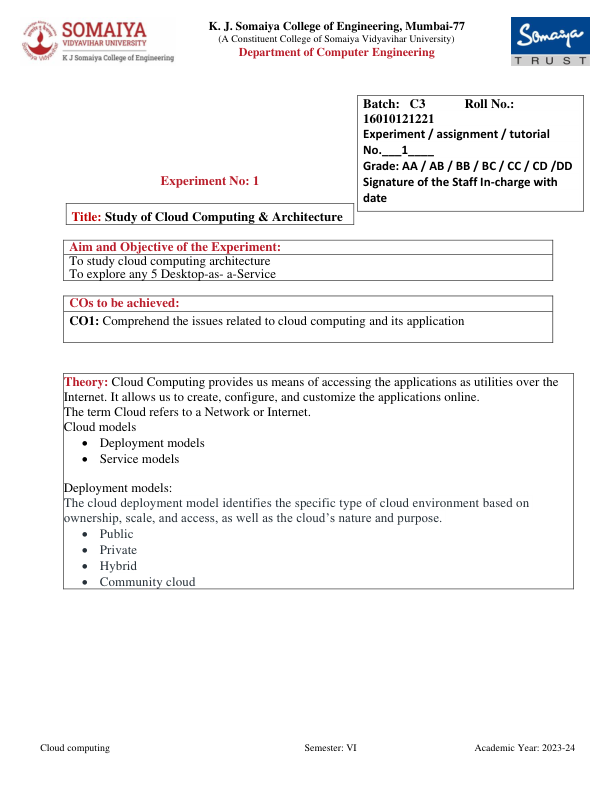 SOMAIYA
VIDYAVIHAR UNIVERSITY
K J Somaiya College of Engineering
K. J. Somaiya College of Engineering, Mumbai-77
(A Constituent College of Somaiya Vidyavihar University)
Department of Computer Engineering
Somaiya
TRUST
Batch: C3 Roll No.:
16010121221
Experiment / assignment / tutorial
No.___1____
Grade: AA / AB / BB / BC / CC / CD /DD
Signature of the Staff In-charge with
date
Experiment No: 1
Title: Study of Cloud Computing & Architecture
Aim and Objective of the Experiment:
To study cloud computing architecture
To explore any 5 Desktop-as- a-Service
COs to be achieved:
CO1: Comprehend the issues related to cloud computing and its application
Theory: Cloud Computing provides us means of accessing the applications as utilities over the
Internet. It allows us to create, configure, and customize the applications online.
The term Cloud refers to a Network or Internet.
Cloud models
• Deployment models
• Service models
Deployment models:
The cloud deployment model identifies the specific type of cloud environment based on
ownership, scale, and access, as well as the cloud’s nature and purpose.
• Public
• Private
• Hybrid
• Community cloud
Cloud computing Semester: VI Academic Year: 2023-24